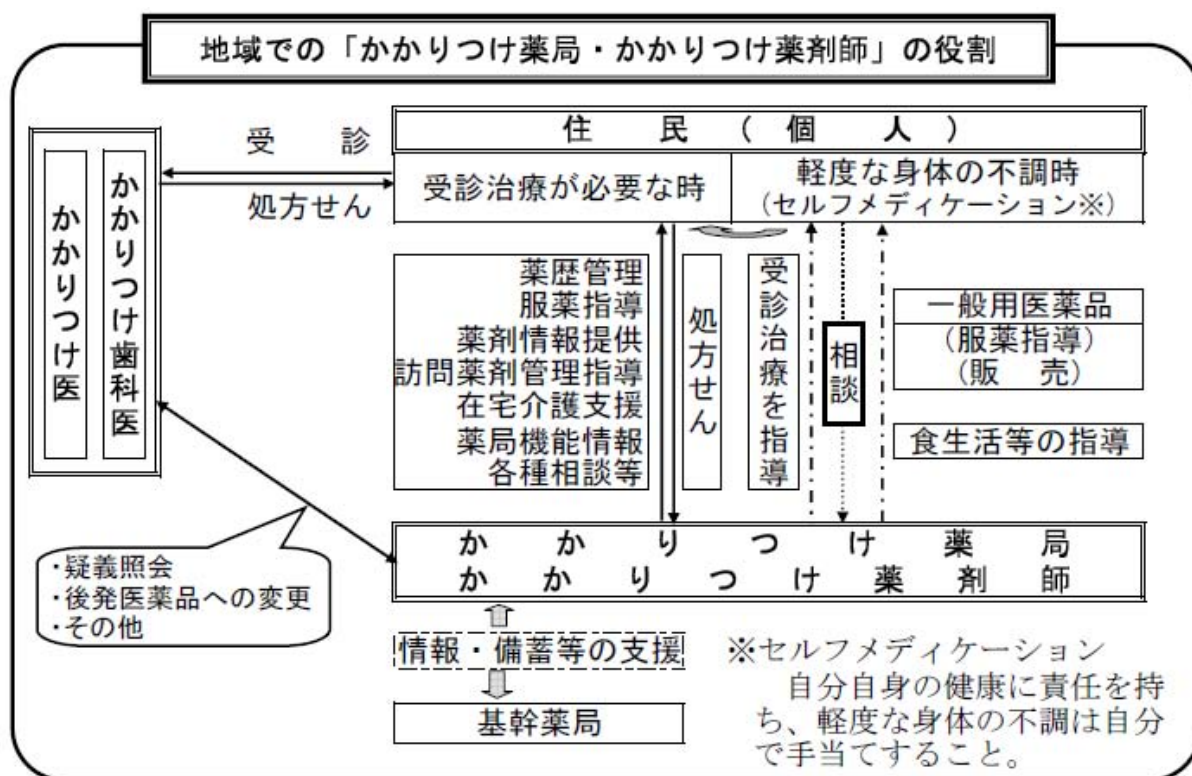 地域での「かかりつけ薬局・かかりつけ薬剤師」の役割
かかりつけ医
かかりつけ歯科医
受　診
処方せん
住　民　（　個　人　）
受診治療が必要な時
軽度な身体の不調時
（セルフメディケーション※）
薬歴管理
服薬指導
薬剤情報提供
訪問薬剤管理指導
在宅介護支援
薬局機能情報
各種相談等
処方せん
受診治療を指導
相談
一般用医薬品
（服薬指導）
（販　売）
食生活等の指導
かかりつけ薬局
かかりつけ薬剤師
・疑義照会
・後発医薬品への変更
・その他
情報・備蓄等の支援
基幹薬局
※セルフメディケーション
自分自身の健康に責任を持
ち、軽度な身体の不調は自分
で手当てすること。